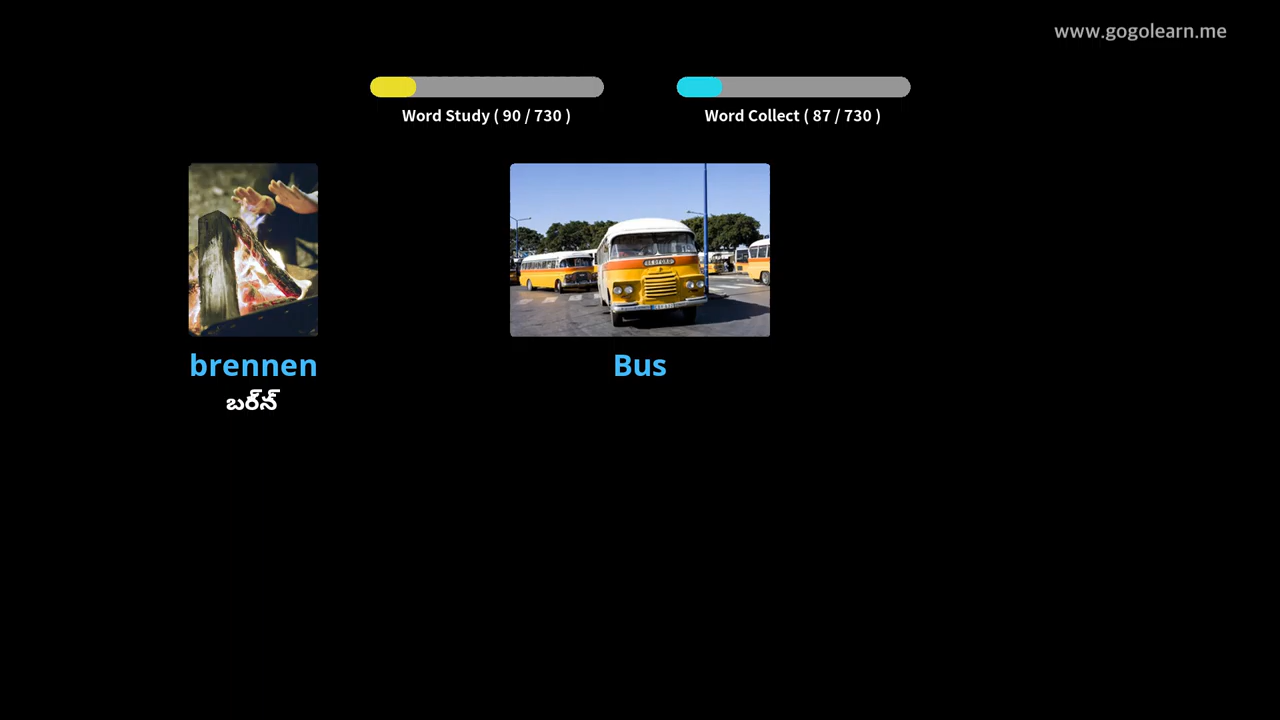 www.gogolearn.me
Word Study ( 90 / 730 )
Word Collect ( 87 / 730 )
brennen
Bus
బర్న్